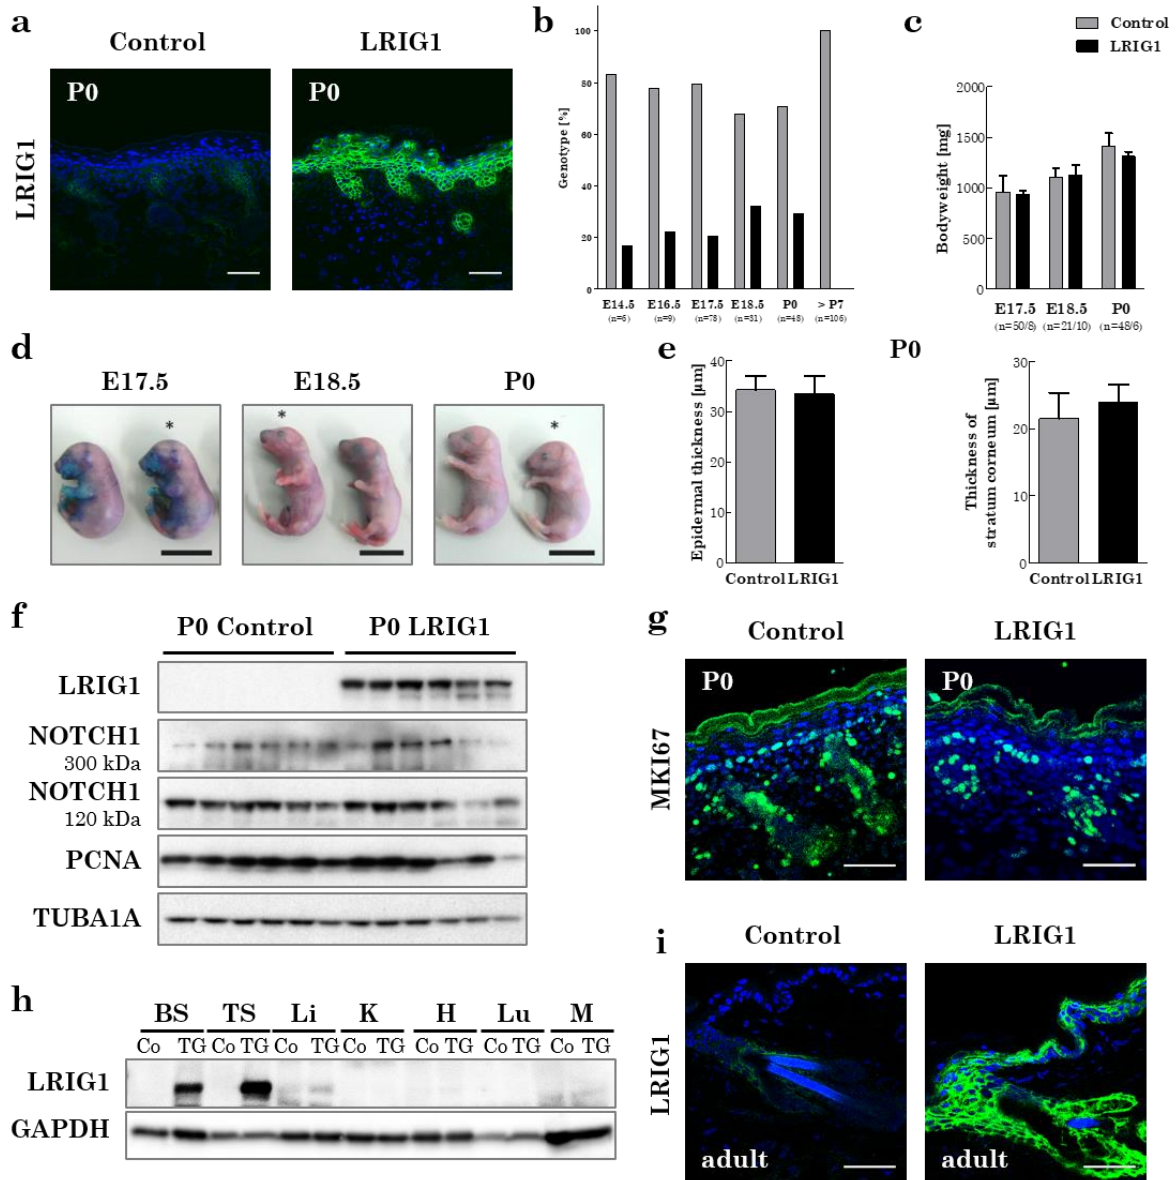 a
Control
LRIG1
LRIG1
P0
P0
b
Genotype [%]
100
80
60
40
20
0
E14.5 E16.5 E17.5 E18.5 P0 > P7
(n=6) (n=9) (n=78) (n=31) (n=48) (n=106)
c
Control
LRIG1
Bodyweight [mg]
2000
1500
1000
500
0
E17.5 E18.5 P0
(n=50/8) (n=21/10) (n=48/6)
d
E17.5 E18.5 P0
* * *
e
P0
Epidermal thickness [µm]
40
30
20
10
0
Control LRIG1
Thickness of
stratum corneum [µm]
30
20
10
0
Control LRIG1
f
P0 Control P0 LRIG1
LRIG1
NOTCH1
300 kDa
NOTCH1
120 kDa
PCNA
TUBA1A
g
Control LRIG1
MKI67
P0 P0
h
BS TS Li K H Lu M
Co TG Co TG Co TG Co TG Co TG Co TG Co TG
LRIG1
GAPDH
i
Control LRIG1
LRIG1
adult adult